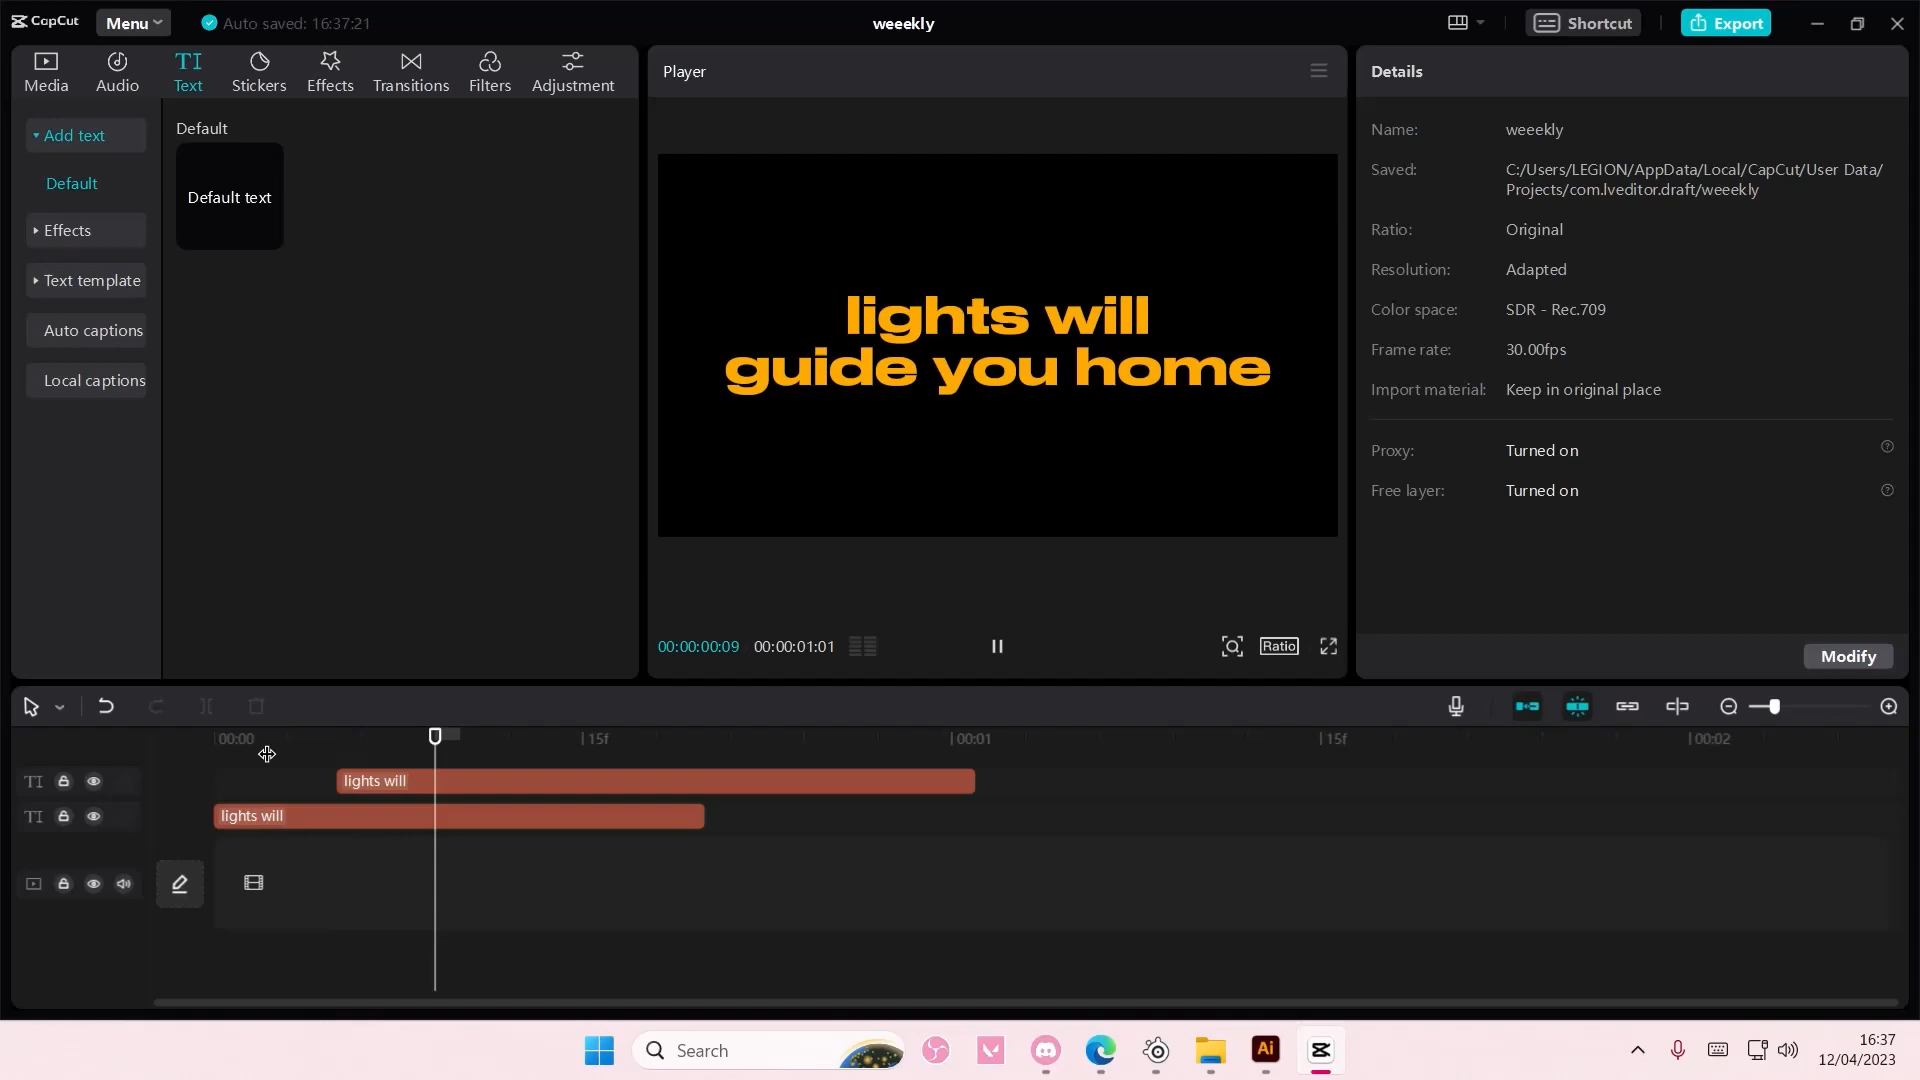 CapCut
Menu
Auto saved: 16:37:21
weeekly
Shortcut
Export
Media
Audio
TI
Text
Stickers
Effects
Transitions
Filters
Adjustment
Add text
Default
Effects
Text template
Auto captions
Local captions
Default
Default text
Player
lights will
guide you home
00:00:00:09
00:00:01:01
Ratio
Details
Name:
weeekly
Saved:
C:/Users/LEGION/AppData/Local/CapCut/User Data/
Projects/com.lveditor.draft/weeekly
Ratio:
Original
Resolution:
Adapted
Color space:
SDR - Rec.709
Frame rate:
30.00fps
Import material:
Keep in original place
Proxy:
Turned on
Free layer:
Turned on
Modify
00:00
15f
00:01
15f
00:02
TI
lights will
TI
lights will
Search
Ai
16:37
12/04/2023